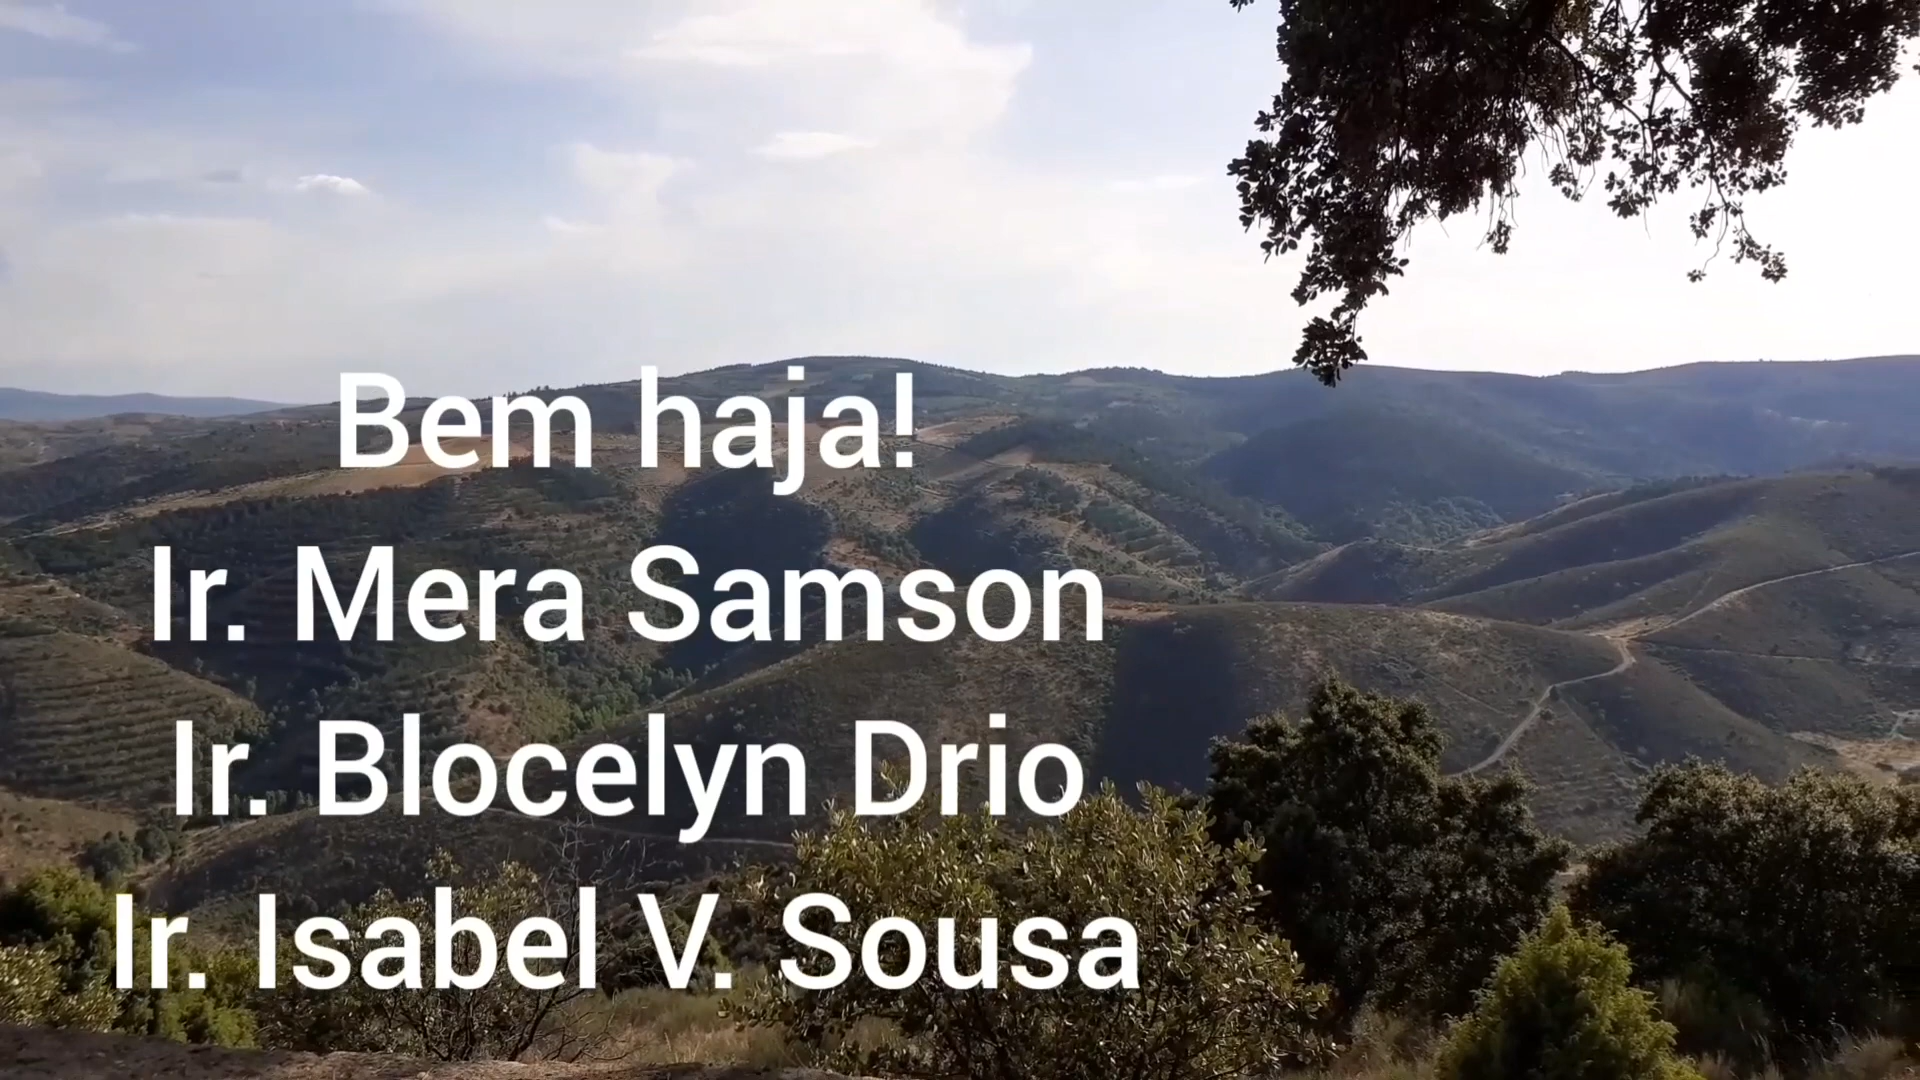 Bem haja!
Ir. Mera Samson
Ir. Blocelyn Drio
Ir. Isabel V. Sousa